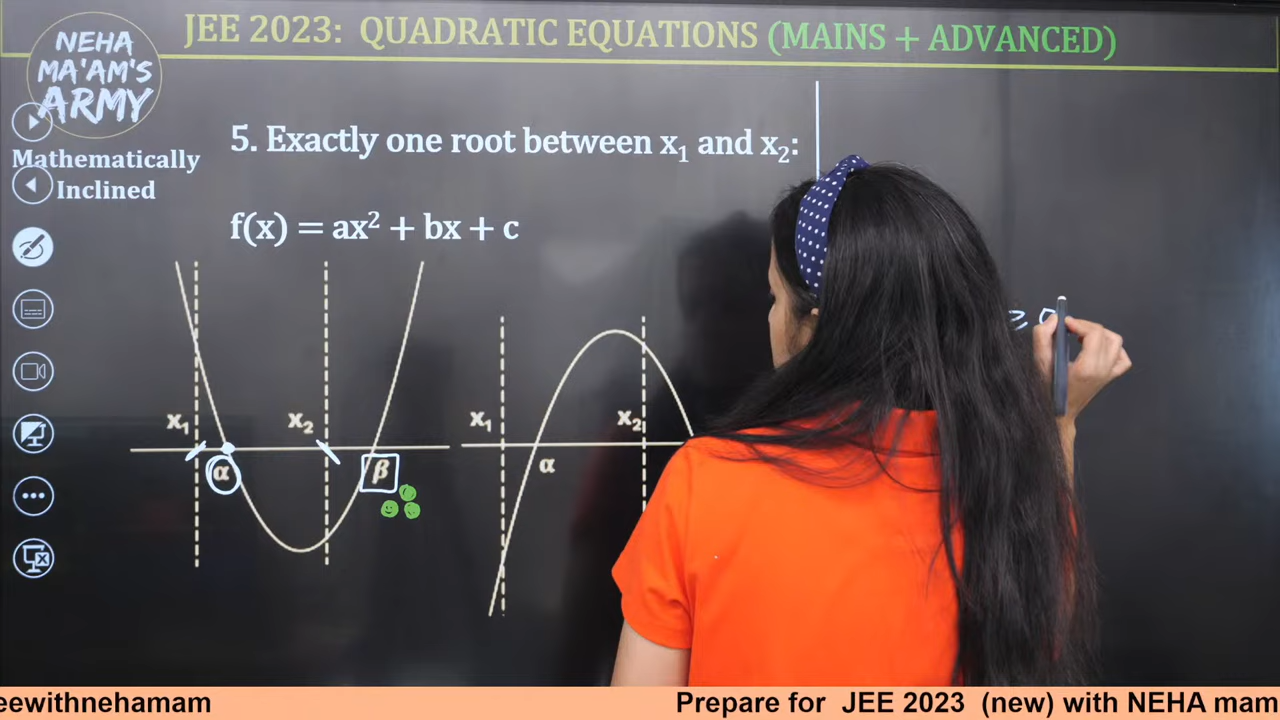 JEE 2023: QUADRATIC EQUATIONS (MAINS + ADVANCED)
NEHA
MA'AM'S
ARMY
Mathematically
Inclined
5. Exactly one root between x₁ and x₂:
f(x) = ax² + bx + c
x₁
x₂
α
β
x₁
x₂
α
eewithnehamam
Prepare for JEE 2023 (new) with NEHA mam